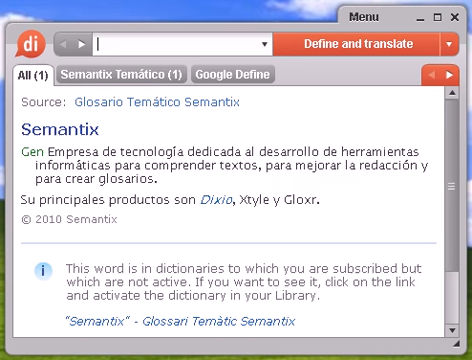 Menu
di
Define and translate
All (1) Semantix Temático (1) Google Define
Source: Glosario Temático Semantix
Semantix
Gen Empresa de tecnología dedicada al desarrollo de herramientas
informáticas para comprender textos, para mejorar la redacción y
para crear glosarios.
Su principales productos son Dixio, Xtyle y Gloxr.
© 2010 Semantix
i
This word is in dictionaries to which you are subscribed but
which are not active. If you want to see it, click on the link
and activate the dictionary in your Library.
"Semantix" - Glossari Temàtic Semantix